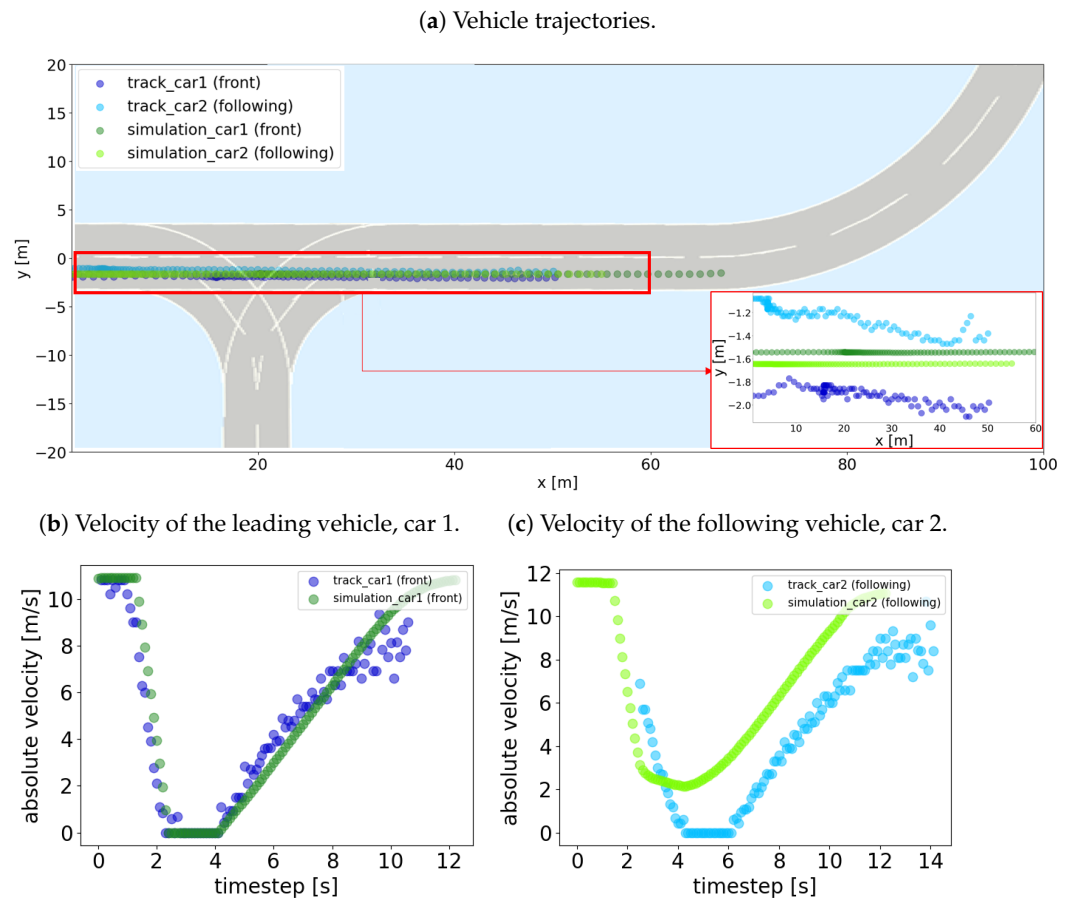 (a) Vehicle trajectories.
20
15
10
5
0
−5
−10
−15
−20
y [m]
track_car1 (front)
track_car2 (following)
simulation_car1 (front)
simulation_car2 (following)
20
40
60
80
100
x [m]
−1.2
−1.4
−1.6
−1.8
−2.0
y [m]
10
20
30
40
50
60
x [m]
(b) Velocity of the leading vehicle, car 1.
10
8
6
4
2
0
absolute velocity [m/s]
track_car1 (front)
simulation_car1 (front)
0
2
4
6
8
10
12
timestep [s]
(c) Velocity of the following vehicle, car 2.
12
10
8
6
4
2
0
absolute velocity [m/s]
track_car2 (following)
simulation_car2 (following)
0
2
4
6
8
10
12
14
timestep [s]